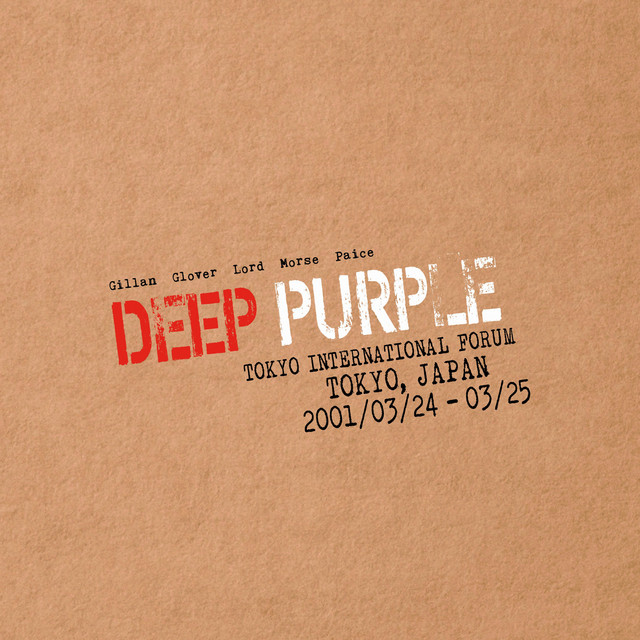 Gillan Glover Lord Morse Paice
DEEP PURPLE
TOKYO INTERNATIONAL FORUM
TOKYO, JAPAN
2001/03/24 - 03/25